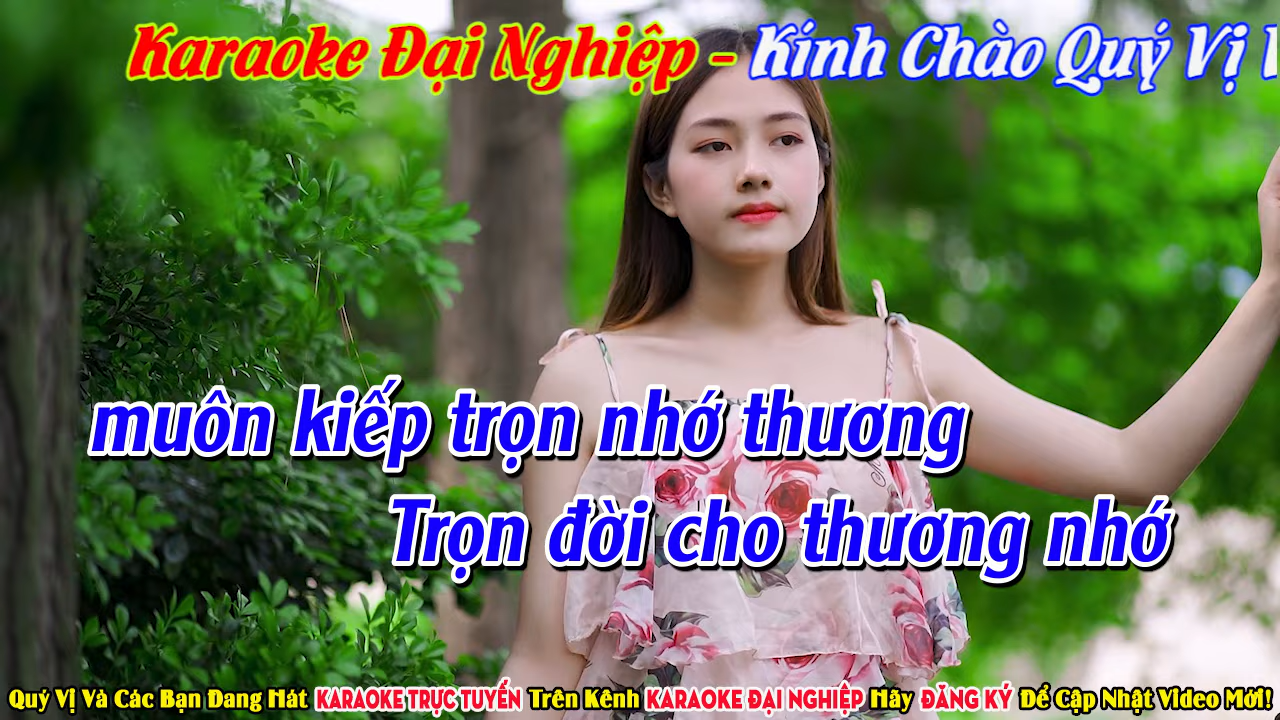 Karaoke Đại Nghiệp - Kính Chào Quý Vị
muôn kiếp trọn nhớ thương
Trọn đời cho thương nhớ
Quý Vị Và Các Bạn Đang Hát KARAOKE TRỰC TUYẾN Trên Kênh KARAOKE ĐẠI NGHIỆP Hãy ĐĂNG KÝ Để Cập Nhật Video Mới!